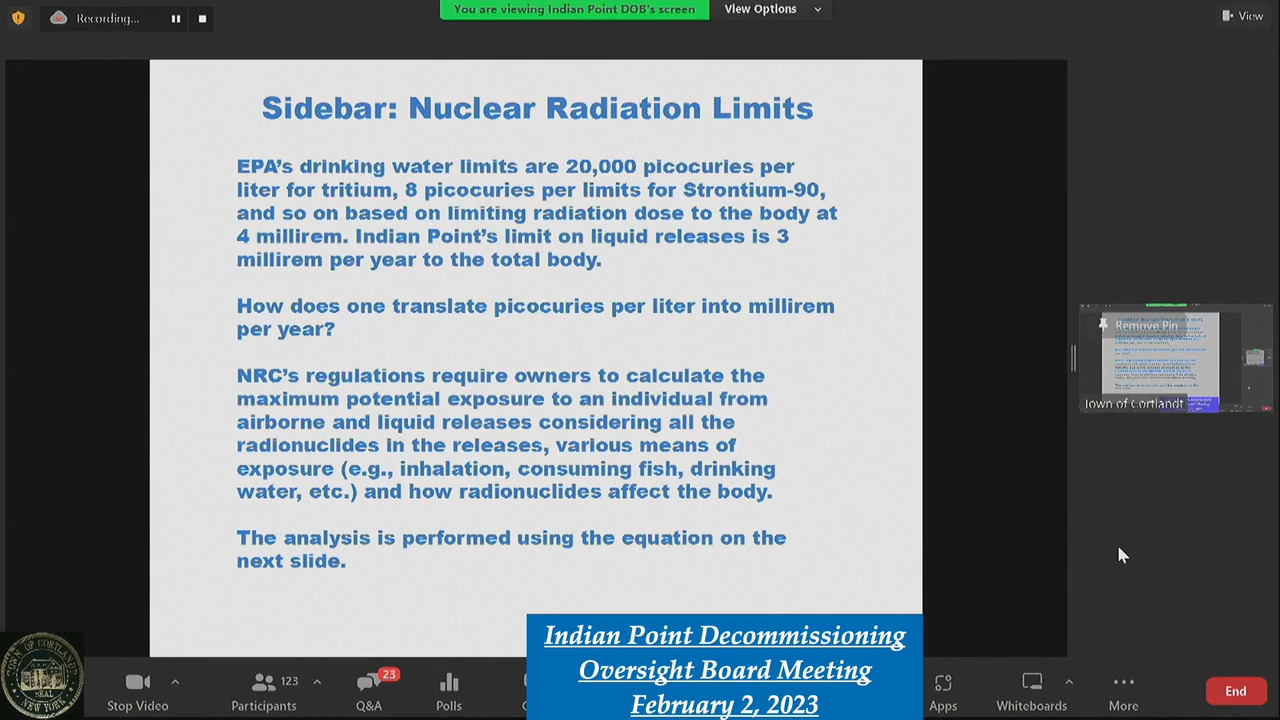 Recording...
You are viewing Indian Point DOB's screen
View Options
View
Sidebar: Nuclear Radiation Limits
EPA's drinking water limits are 20,000 picocuries per
liter for tritium, 8 picocuries per limits for Strontium-90,
and so on based on limiting radiation dose to the body at
4 millirem. Indian Point's limit on liquid releases is 3
millirem per year to the total body.
How does one translate picocuries per liter into millirem
per year?
NRC's regulations require owners to calculate the
maximum potential exposure to an individual from
airborne and liquid releases considering all the
radionuclides in the releases, various means of
exposure (e.g., inhalation, consuming fish, drinking
water, etc.) and how radionuclides affect the body.
The analysis is performed using the equation on the
next slide.
Remove Pin
Town of Cortlandt
Indian Point Decommissioning
Oversight Board Meeting
February 2, 2023
TOWN OF CORTLANDT
SEAL
NEW YORK
Stop Video
123
Participants
23
Q&A
Polls
Apps
Whiteboards
More
End